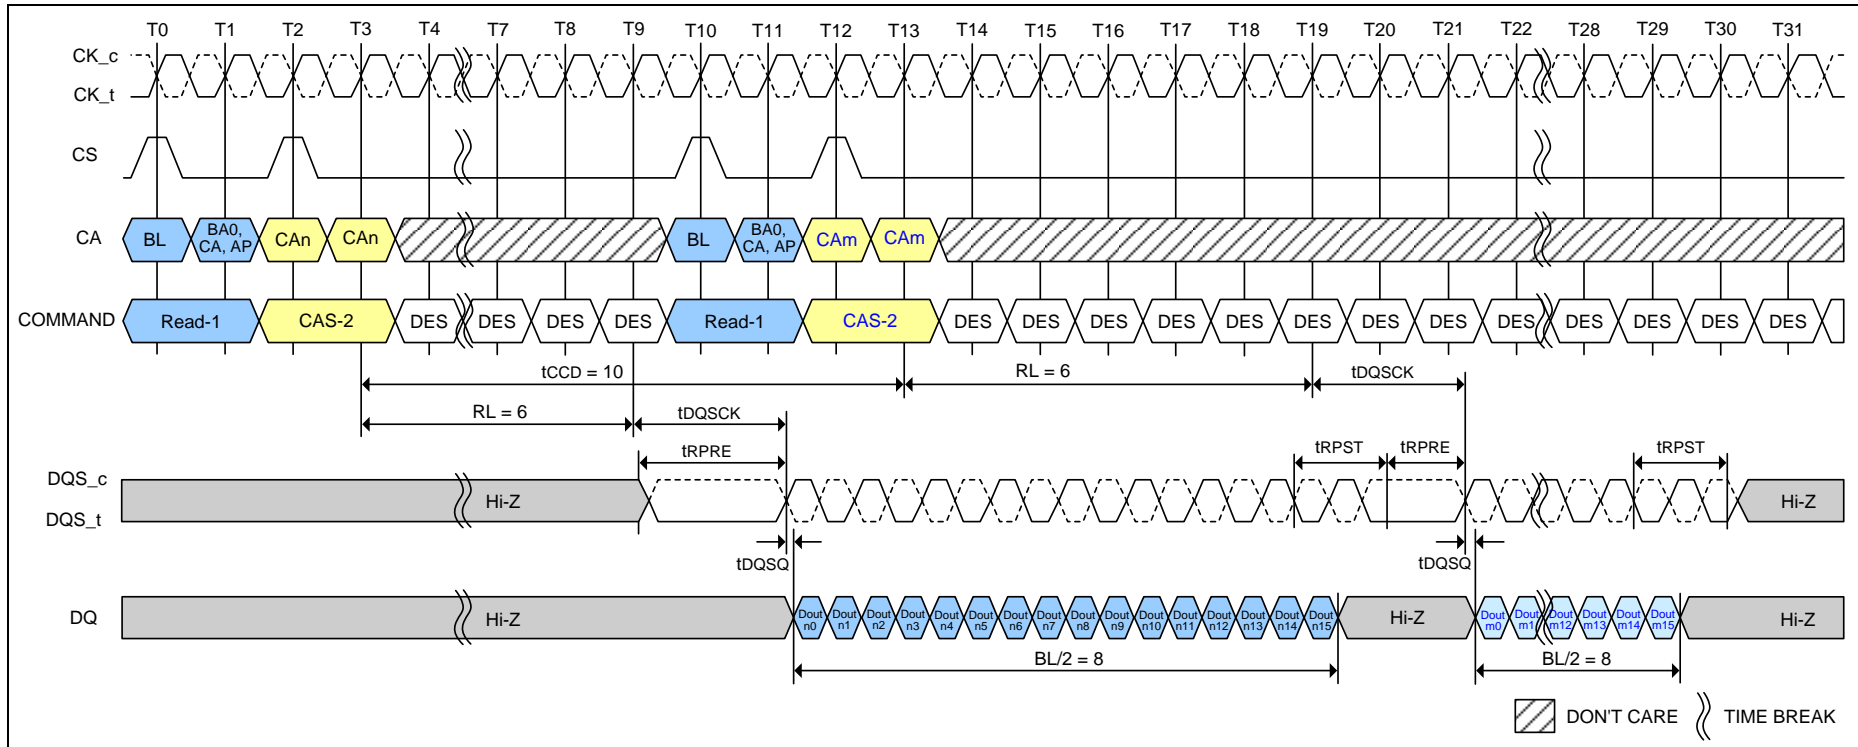 T0 T1 T2 T3 T4 T7 T8 T9 T10 T11 T12 T13 T14 T15 T16 T17 T18 T19 T20 T21 T22 T28 T29 T30 T31
CK_c
CK_t
CS
CA BL BA0, CA, AP CAn CAn BL BA0, CA, AP CAm CAm
COMMAND Read-1 CAS-2 DES DES DES DES Read-1 CAS-2 DES DES DES DES DES DES DES DES DES DES DES DES DES
tCCD = 10 RL = 6 tDQSCK
RL = 6 tDQSCK
tRPRE tRPST tRPRE tRPST
DQS_c
Hi-Z Hi-Z
DQS_t
tDQSQ tDQSQ
DQ Hi-Z Dout n0 Dout n1 Dout n2 Dout n3 Dout n4 Dout n5 Dout n6 Dout n7 Dout n8 Dout n9 Dout n10 Dout n11 Dout n12 Dout n13 Dout n14 Dout n15 Hi-Z Dout m0 Dout m1 Dout m12 Dout m13 Dout m14 Dout m15 Hi-Z
BL/2 = 8 BL/2 = 8
DON'T CARE TIME BREAK